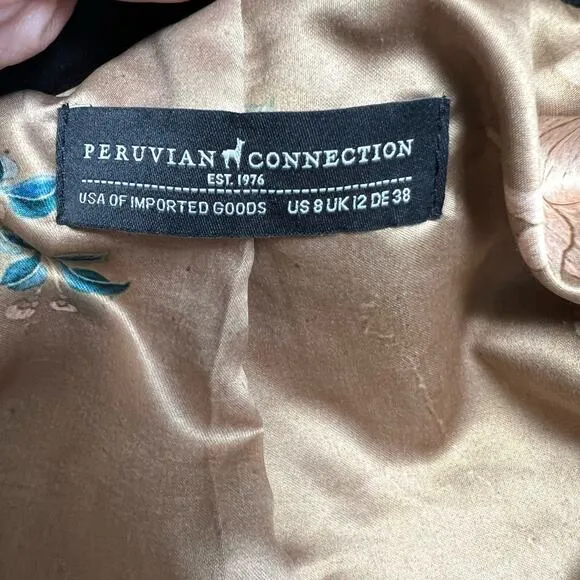 PERUVIAN CONNECTION
EST. 1976
USA OF IMPORTED GOODS US 8 UK 12 DE 38